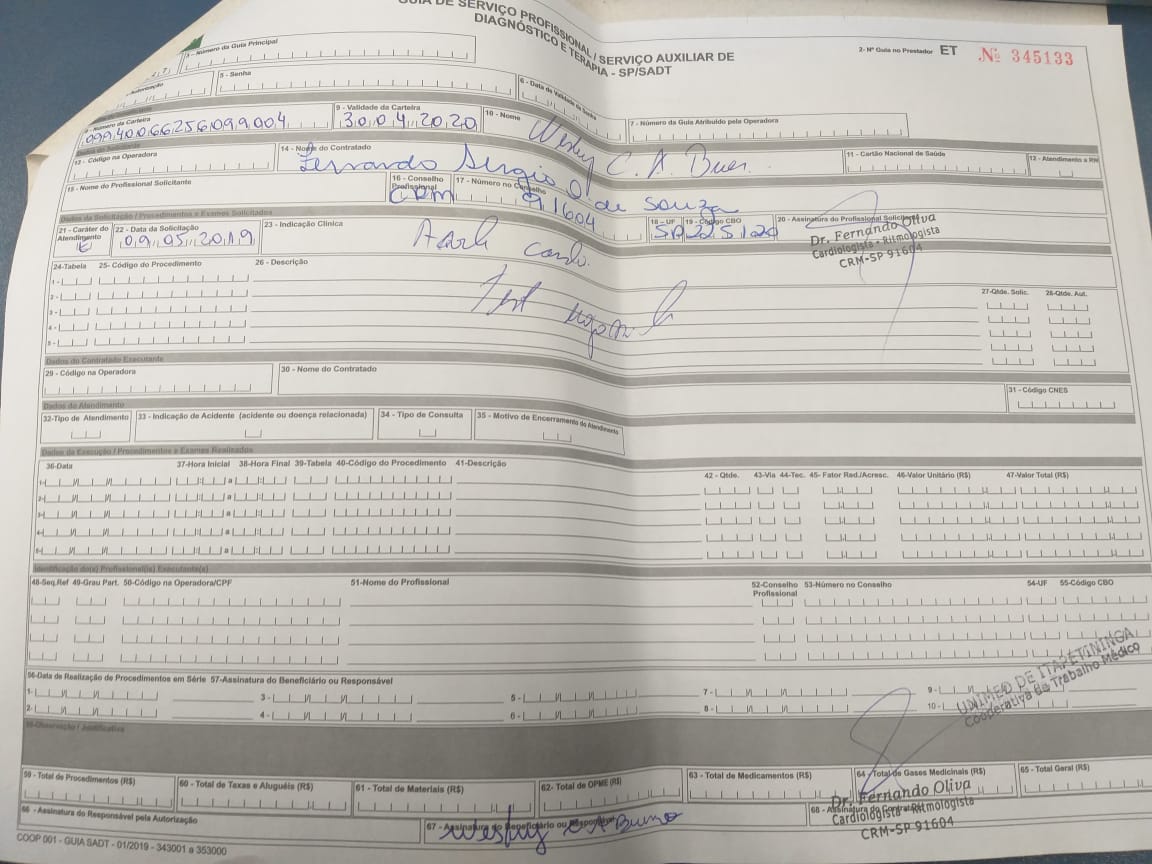 GUIA DE SERVIÇO PROFISSIONAL / SERVIÇO AUXILIAR DE
DIAGNÓSTICO E TERAPIA - SP/SADT
2- Nº Guia no Prestador ET Nº 345133
3 - Número da Guia Principal
Autorização
5 - Senha
6 - Data de Validade da Senha
7 - Número da Guia Atribuído pela Operadora
8 - Número da Carteira
09940066256099004
9 - Validade da Carteira
30 04 2020
10 - Nome
Wesley C. A. Bueno
11 - Cartão Nacional de Saúde
12 - Atendimento a RN
Dados do Solicitante
13 - Código na Operadora
14 - Nome do Contratado
Fernando Sergio O. de Souza
15 - Nome do Profissional Solicitante
16 - Conselho Profissional
CRM
17 - Número no Conselho
91604
18 - UF
SP
19 - Código CBO
225120
20 - Assinatura do Profissional Solicitante
Dr. Fernando Oliva
Cardiologista - Ritmologista
CRM-SP 91604
Dados da Solicitação / Procedimentos e Exames Solicitados
21 - Caráter do Atendimento
E
22 - Data da Solicitação
09 05 2019
23 - Indicação Clínica
24-Tabela 25- Código do Procedimento 26 - Descrição 27-Qtde. Solic. 28-Qtde. Aut.
1 -
2 -
3 -
4 -
5 -
Dados do Contratado Executante
29 - Código na Operadora
30 - Nome do Contratado
31 - Código CNES
Dados do Atendimento
32-Tipo de Atendimento
33 - Indicação de Acidente (acidente ou doença relacionada)
34 - Tipo de Consulta
35 - Motivo de Encerramento do Atendimento
Dados da Execução / Procedimentos e Exames Realizados
36-Data 37-Hora Inicial 38-Hora Final 39-Tabela 40-Código do Procedimento 41-Descrição 42 - Qtde. 43-Via 44-Tec. 45- Fator Red./Acresc. 46-Valor Unitário (R$) 47-Valor Total (R$)
1- a
2- a
3- a
4- a
5- a
Identificação do(s) Profissional(is) Executante(s)
48-Seq.Ref 49-Grau Part. 50-Código na Operadora/CPF 51-Nome do Profissional 52-Conselho Profissional 53-Número no Conselho 54-UF 55-Código CBO
56-Data de Realização de Procedimentos em Série 57-Assinatura do Beneficiário ou Responsável
1- 3 - 5 - 7 - 9 -
2- 4 - 6 - 8 - 10 -
UNIMED DE ITAPETININGA
Cooperativa de Trabalho Médico
58-Observação / Justificativa
59 - Total de Procedimentos (R$)
60 - Total de Taxas e Aluguéis (R$)
61 - Total de Materiais (R$)
62- Total de OPME (R$)
63 - Total de Medicamentos (R$)
64 - Total de Gases Medicinais (R$)
65 - Total Geral (R$)
66 - Assinatura do Responsável pela Autorização
67 - Assinatura do Beneficiário ou Responsável
Wesley C A Bueno
68 - Assinatura do Contratado
Dr. Fernando Oliva
Cardiologista - Ritmologista
CRM-SP 91604
COOP 001 - GUIA SADT - 01/2019 - 343001 a 353000